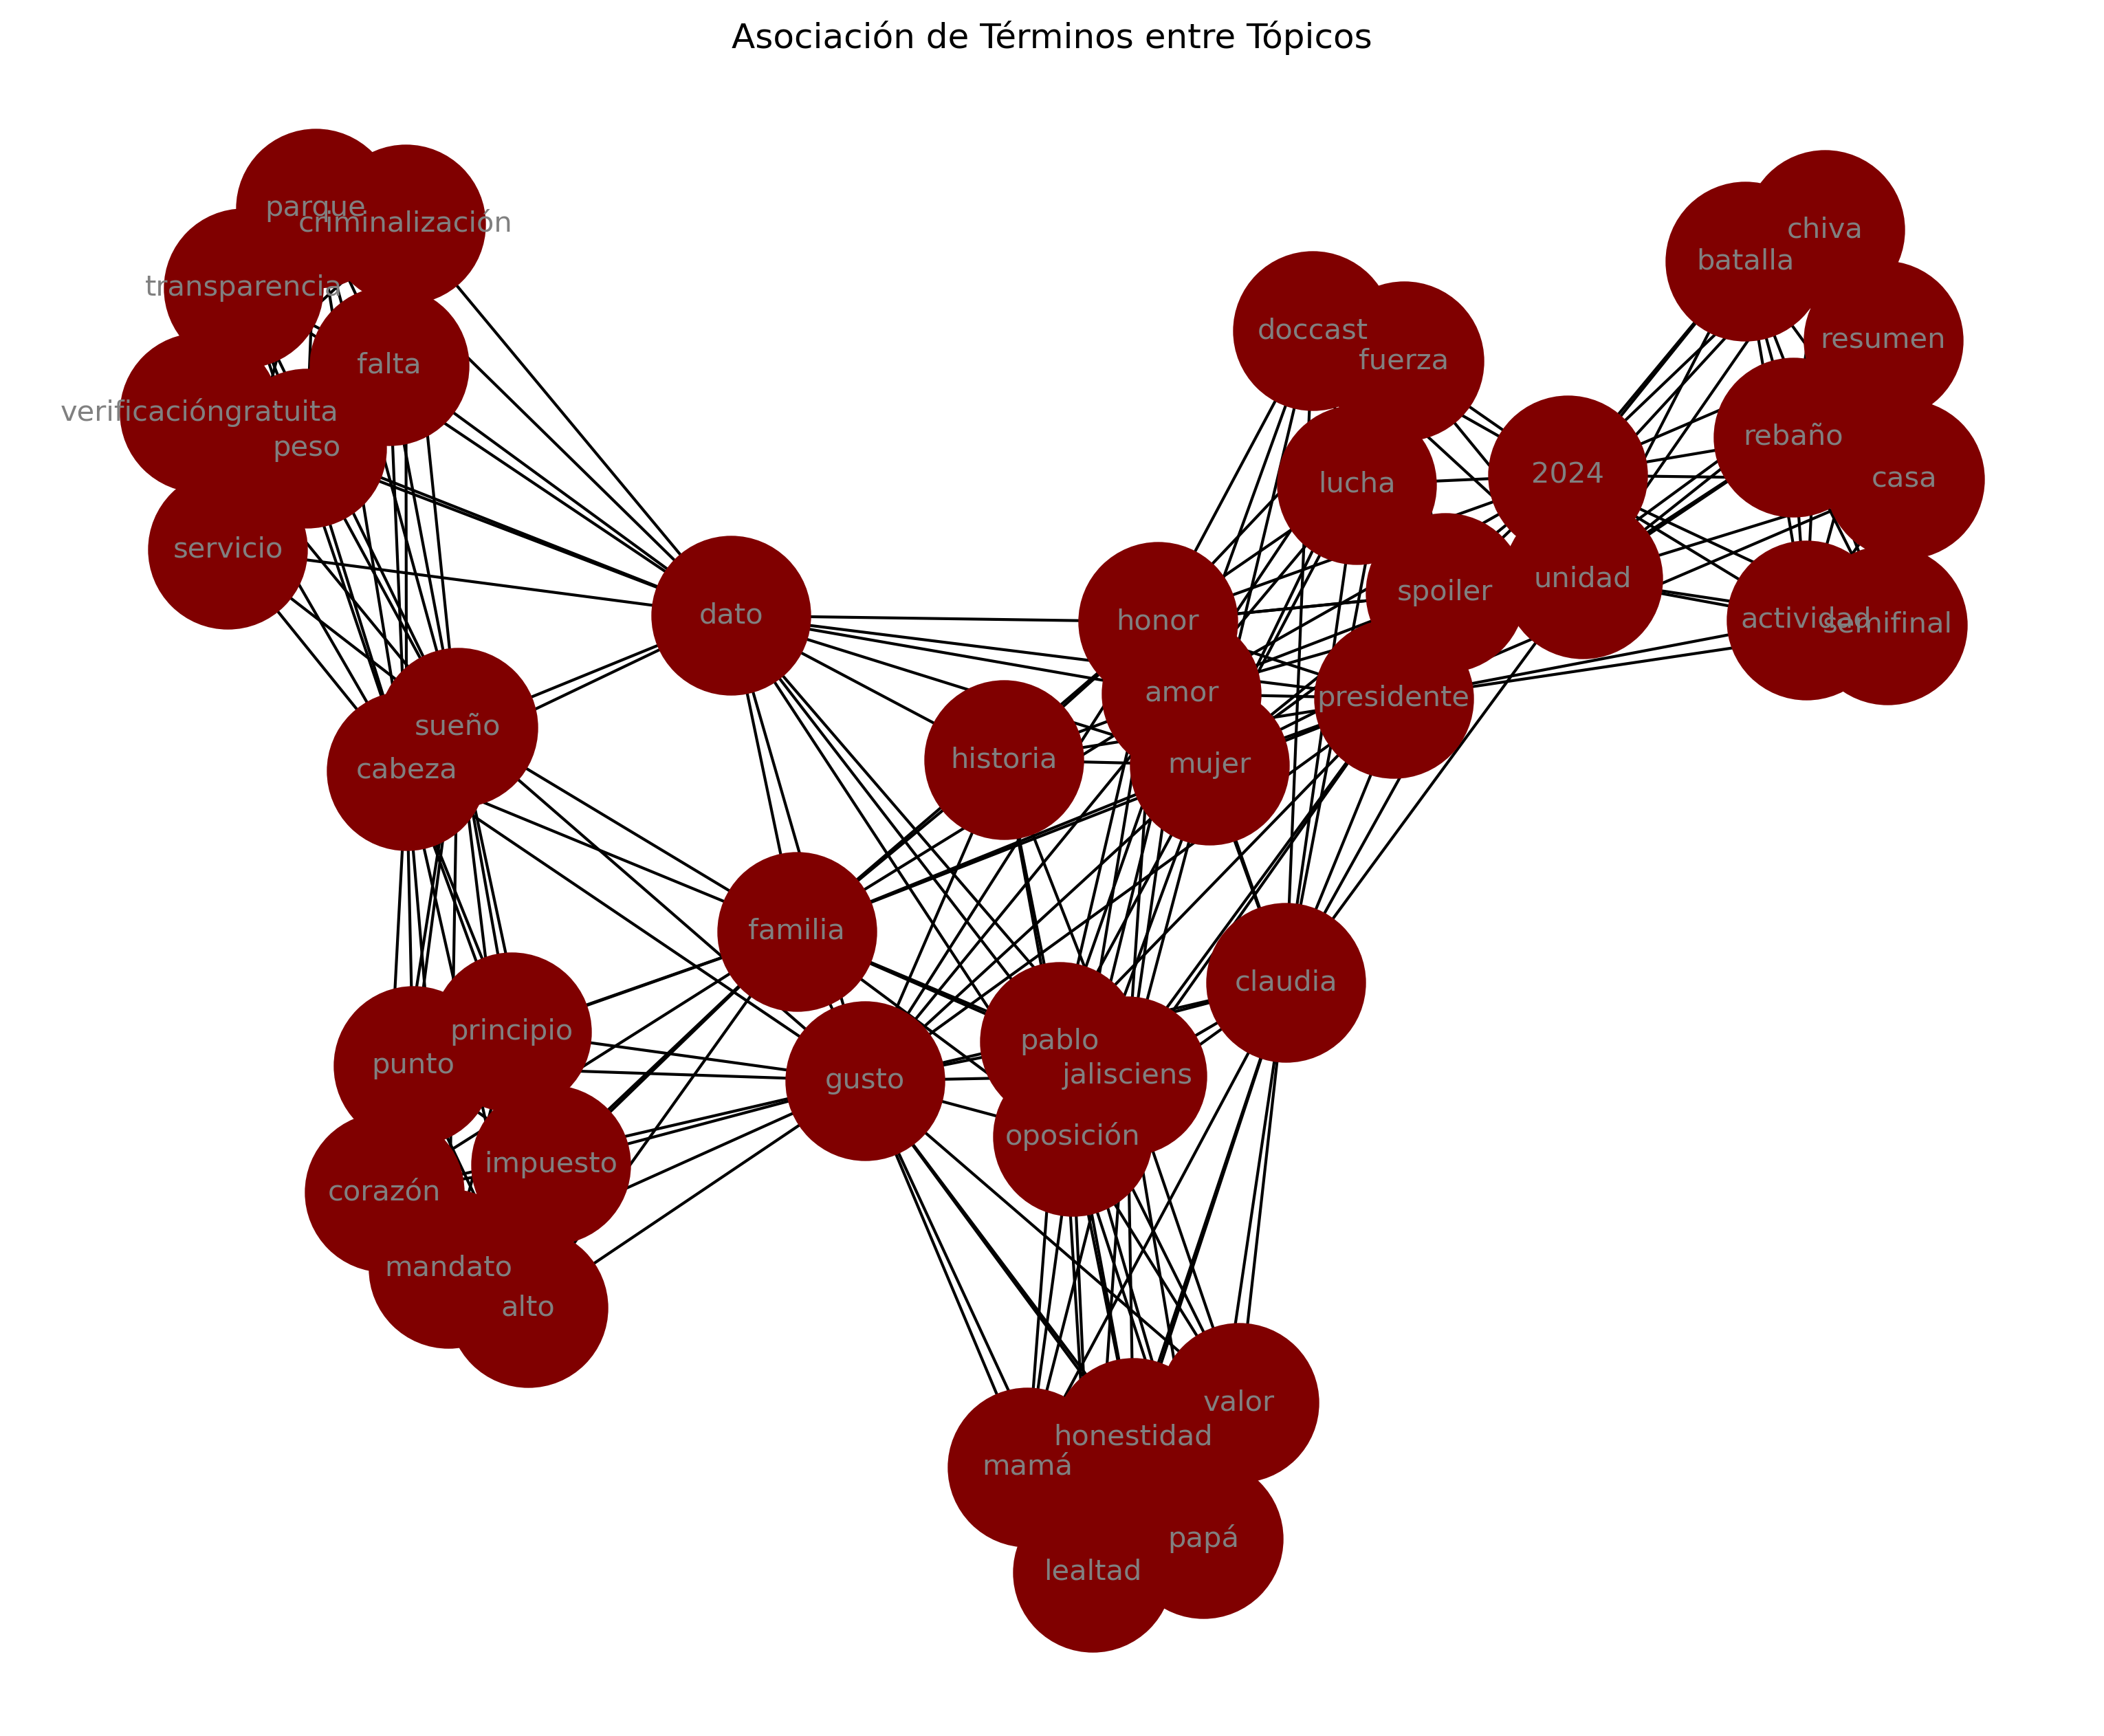 Asociación de Términos entre Tópicos
parque
criminalización
transparencia
falta
verificacióngratuita
peso
servicio
chiva
batalla
resumen
doccast
fuerza
rebaño
2024
casa
lucha
unidad
spoiler
actividad
semifinal
dato
honor
amor
presidente
sueño
historia
mujer
cabeza
familia
claudia
principio
pablo
punto
jalisciens
gusto
oposición
impuesto
corazón
mandato
alto
valor
honestidad
mamá
papá
lealtad